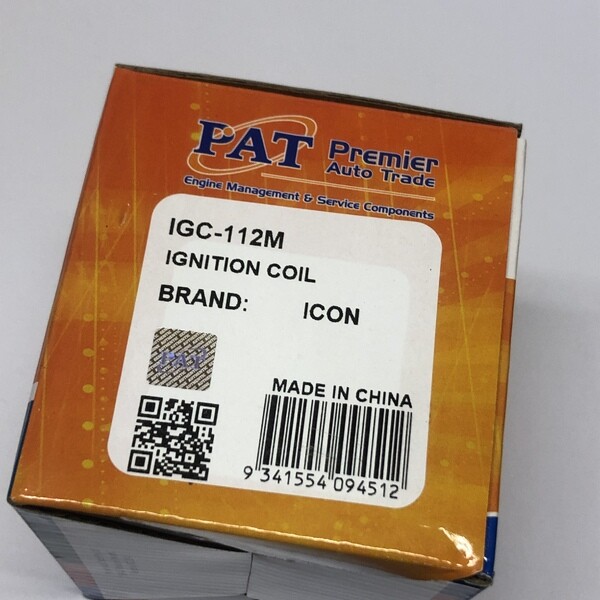 PAT Premier
Auto Trade
Engine Management & Service Components
IGC-112M
IGNITION COIL
BRAND: ICON
PAT
MADE IN CHINA
9 341554 094512